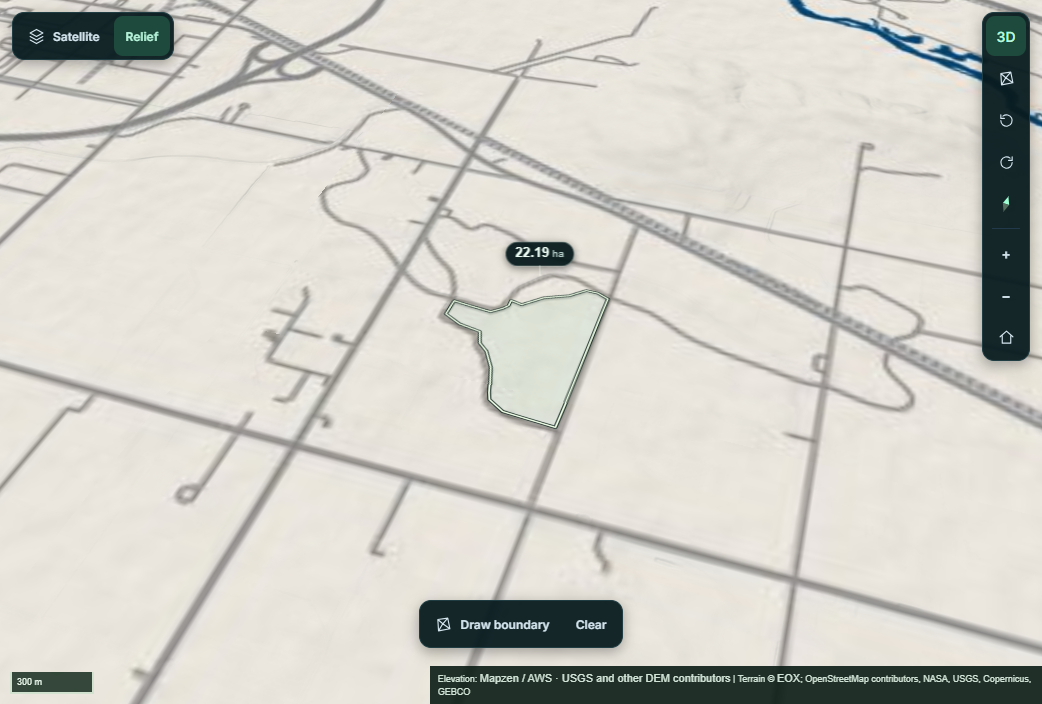 Satellite
Relief
3D
22.19 ha
+
−
Draw boundary
Clear
300 m
Elevation: Mapzen / AWS · USGS and other DEM contributors | Terrain © EOX; OpenStreetMap contributors, NASA, USGS, Copernicus,
GEBCO